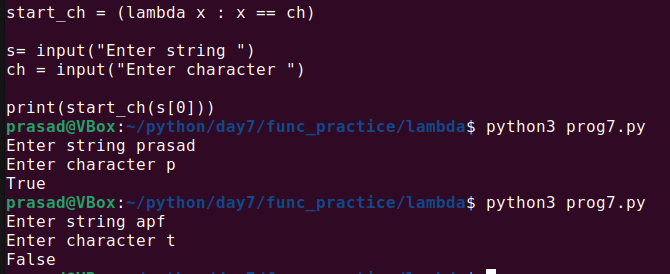 start_ch = (lambda x : x == ch)
s= input("Enter string ")
ch = input("Enter character ")
print(start_ch(s[0]))
prasad@VBox:~/python/day7/func_practice/lambda$ python3 prog7.py
Enter string prasad
Enter character p
True
prasad@VBox:~/python/day7/func_practice/lambda$ python3 prog7.py
Enter string apf
Enter character t
False